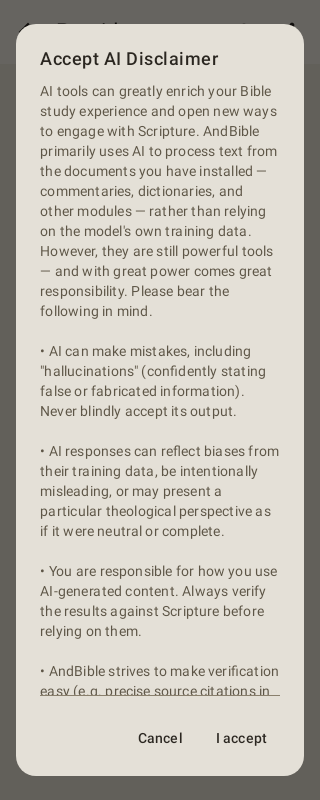 Accept AI Disclaimer
AI tools can greatly enrich your Bible
study experience and open new ways
to engage with Scripture. AndBible
primarily uses AI to process text from
the documents you have installed —
commentaries, dictionaries, and
other modules — rather than relying
on the model's own training data.
However, they are still powerful tools
— and with great power comes great
responsibility. Please bear the
following in mind.
• AI can make mistakes, including
"hallucinations" (confidently stating
false or fabricated information).
Never blindly accept its output.
• AI responses can reflect biases from
their training data, be intentionally
misleading, or may present a
particular theological perspective as
if it were neutral or complete.
• You are responsible for how you use
AI-generated content. Always verify
the results against Scripture before
relying on them.
• AndBible strives to make verification
easy (e.g. precise source citations in
Cancel
I accept